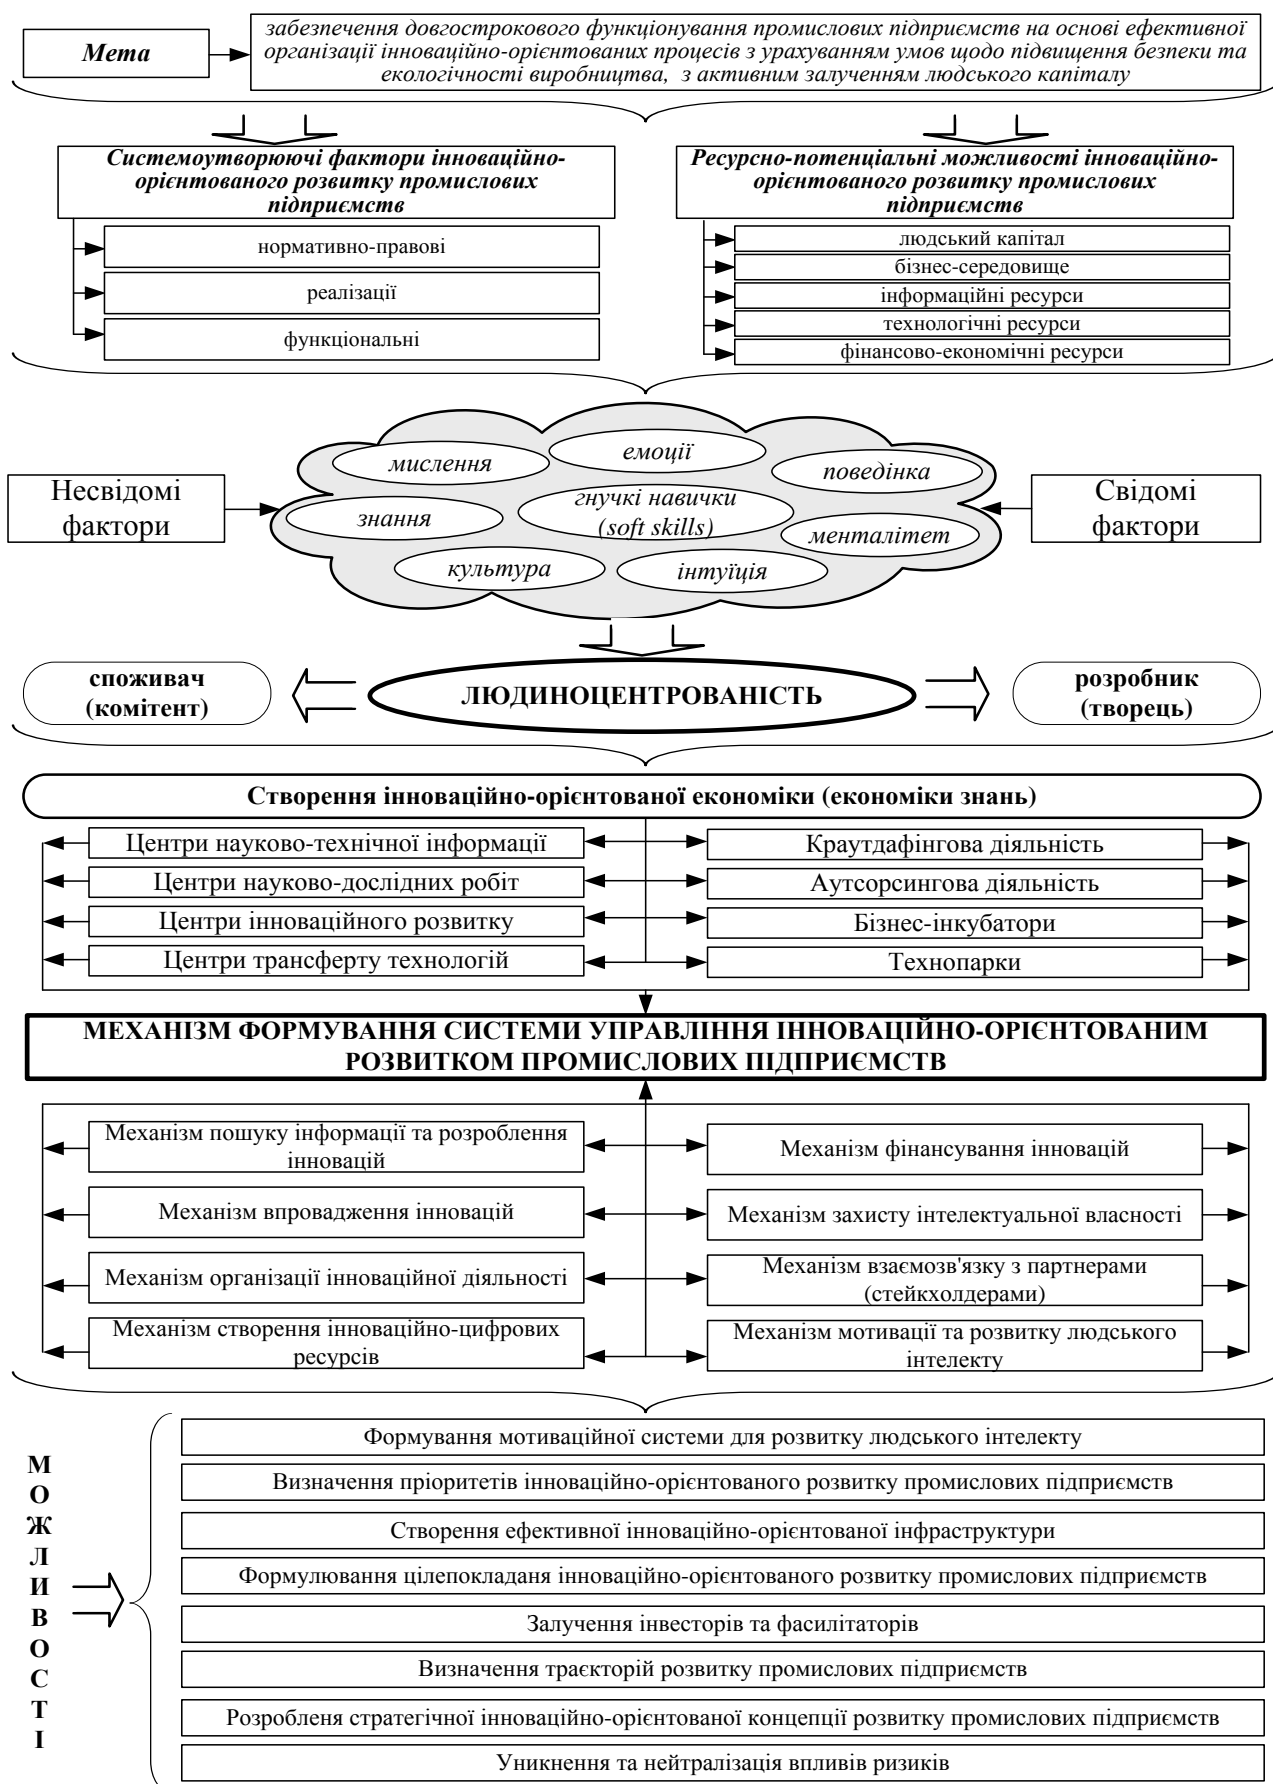 Мета
забезпечення довгострокового функціонування промислових підприємств на основі ефективної
організації інноваційно-орієнтованих процесів з урахуванням умов щодо підвищення безпеки та
екологічності виробництва, з активним залученням людського капіталу
Системоутворюючі фактори інноваційно-
орієнтованого розвитку промислових
підприємств
нормативно-правові
реалізації
функціональні
Ресурсно-потенціальні можливості інноваційно-
орієнтованого розвитку промислових
підприємств
людський капітал
бізнес-середовище
інформаційні ресурси
технологічні ресурси
фінансово-економічні ресурси
Несвідомі
фактори
мислення
емоції
поведінка
знання
гнучкі навички
(soft skills)
менталітет
культура
інтуїція
Свідомі
фактори
споживач
(комітент)
ЛЮДИНОЦЕНТРОВАНІСТЬ
розробник
(творець)
Створення інноваційно-орієнтованої економіки (економіки знань)
Центри науково-технічної інформації
Центри науково-дослідних робіт
Центри інноваційного розвитку
Центри трансферту технологій
Краутдафінгова діяльність
Аутсорсингова діяльність
Бізнес-інкубатори
Технопарки
МЕХАНІЗМ ФОРМУВАННЯ СИСТЕМИ УПРАВЛІННЯ ІННОВАЦІЙНО-ОРІЄНТОВАНИМ
РОЗВИТКОМ ПРОМИСЛОВИХ ПІДПРИЄМСТВ
Механізм пошуку інформації та розроблення
інновацій
Механізм впровадження інновацій
Механізм організації інноваційної діяльності
Механізм створення інноваційно-цифрових
ресурсів
Механізм фінансування інновацій
Механізм захисту інтелектуальної власності
Механізм взаємозв'язку з партнерами
(стейкхолдерами)
Механізм мотивації та розвитку людського
інтелекту
МОЖЛИВОСТІ
Формування мотиваційної системи для розвитку людського інтелекту
Визначення пріоритетів інноваційно-орієнтованого розвитку промислових підприємств
Створення ефективної інноваційно-орієнтованої інфраструктури
Формулювання цілепокладаня інноваційно-орієнтованого розвитку промислових підприємств
Залучення інвесторів та фасилітаторів
Визначення траєкторій розвитку промислових підприємств
Розробленя стратегічної інноваційно-орієнтованої концепції розвитку промислових підприємств
Уникнення та нейтралізація впливів ризиків